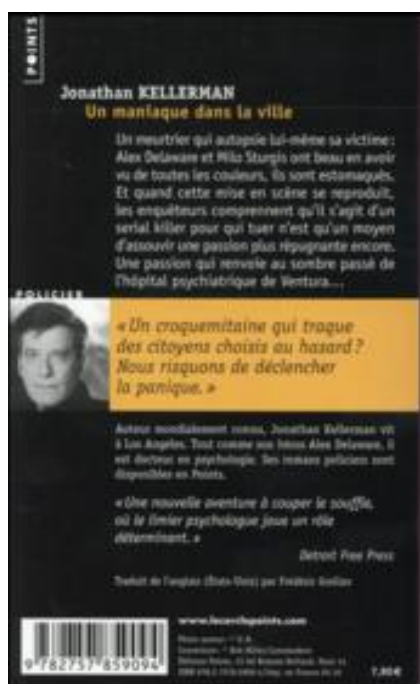 POINTS
Jonathan KELLERMAN
Un maniaque dans la ville
Un meurtrier qui autopsie lui-même sa victime :
Alex Delaware et Milo Sturgis ont beau en avoir
vu de toutes les couleurs, ils sont estomaqués.
Et quand cette mise en scène se reproduit,
les enquêteurs comprennent qu'il s'agit d'un
serial killer pour qui tuer n'est qu'un moyen
d'assouvir une passion plus répugnante encore.
Une passion qui renvoie au sombre passé de
l'hôpital psychiatrique de Ventura…
POLICIER
« Un croquemitaine qui traque
des citoyens choisis au hasard ?
Nous risquons de déclencher
la panique. »
Auteur mondialement connu, Jonathan Kellerman vit
à Los Angeles. Tout comme son héros Alex Delaware, il
est docteur en psychologie. Ses romans policiers sont
disponibles en Points.
« Une nouvelle aventure à couper le souffle,
où le limier psychologue joue un rôle
déterminant. »
Detroit Free Press
Traduit de l'anglais (États-Unis) par Frédéric Grellier
www.lecerclepoints.com
9 782757 859094
7,90 €